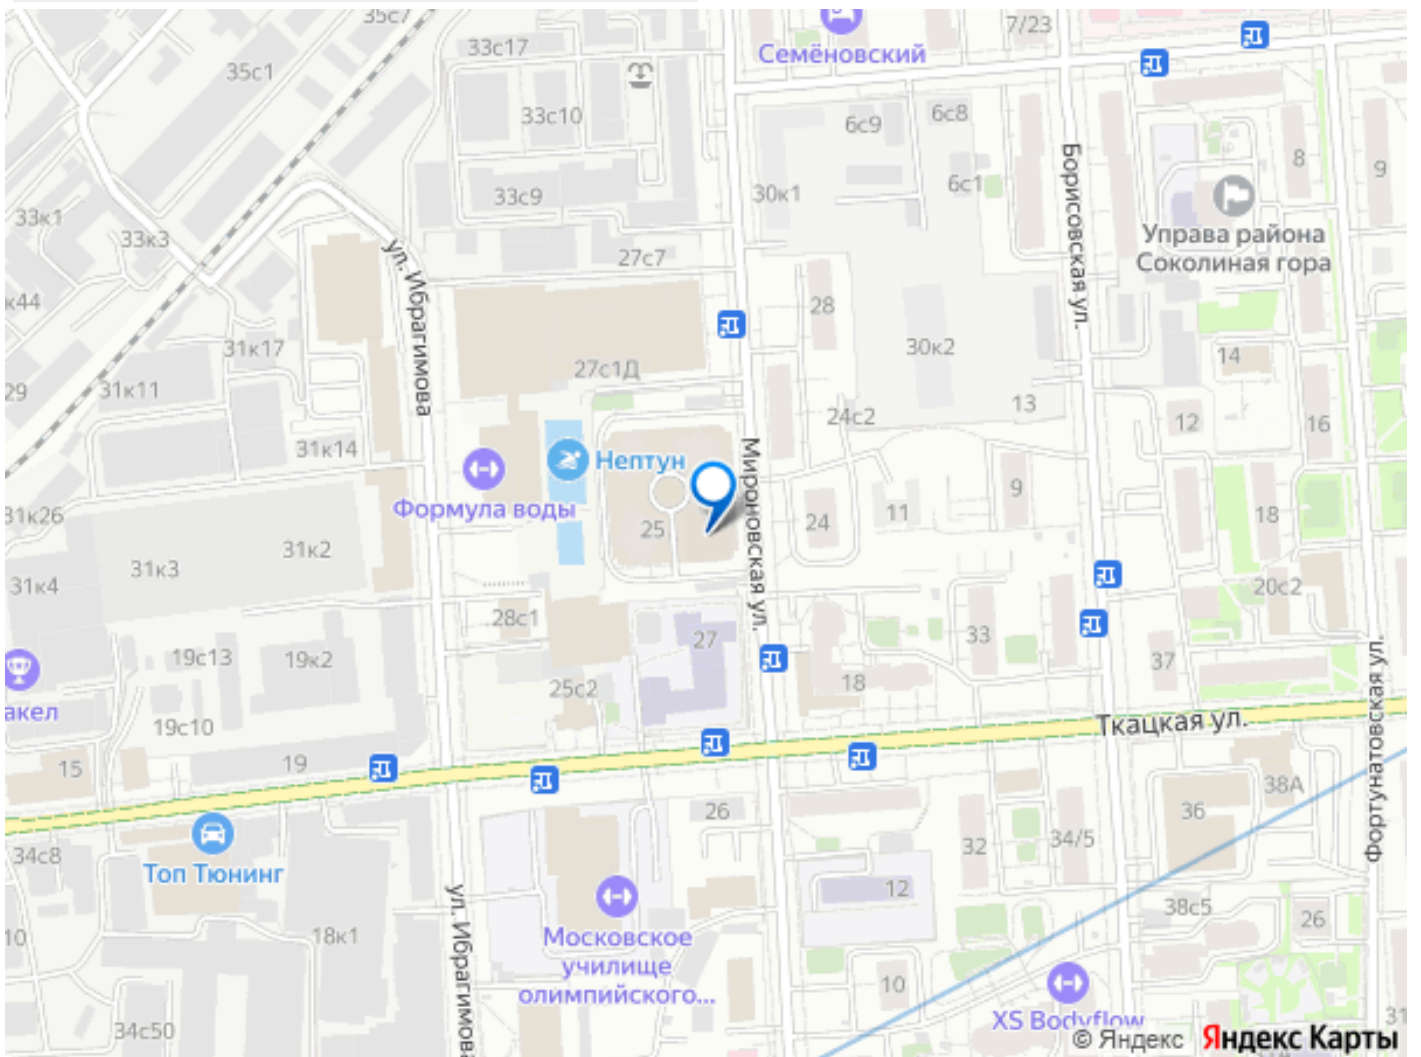 35с7
7/23
33с17
Семёновский
35с1
33с10
6с9
6с8
8
9
30к1
6с1
33с9
33к1
33к3
Управа района
Соколиная гора
ул. Ибрагимова
Борисовская ул.
27с7
к44
28
31к17
27с1Д
30к2
14
29
31к11
13
24с2
12
16
31к14
Нептун
Мироновская ул.
9
Формула воды
31к26
25
24
11
18
31к2
31к3
31к4
20с2
28с1
27
33
19с13
19к2
37
25с2
18
акел
19с10
Ткацкая ул.
Фортунатовская ул.
15
19
38А
26
36
34с8
32
34/5
Топ Тюнинг
12
38с5
26
10
18к1
ул. Ибрагимова
Московское
училище
олимпийского...
10
34с50
XS Bodyflow
31
© Яндекс Яндекс Карты